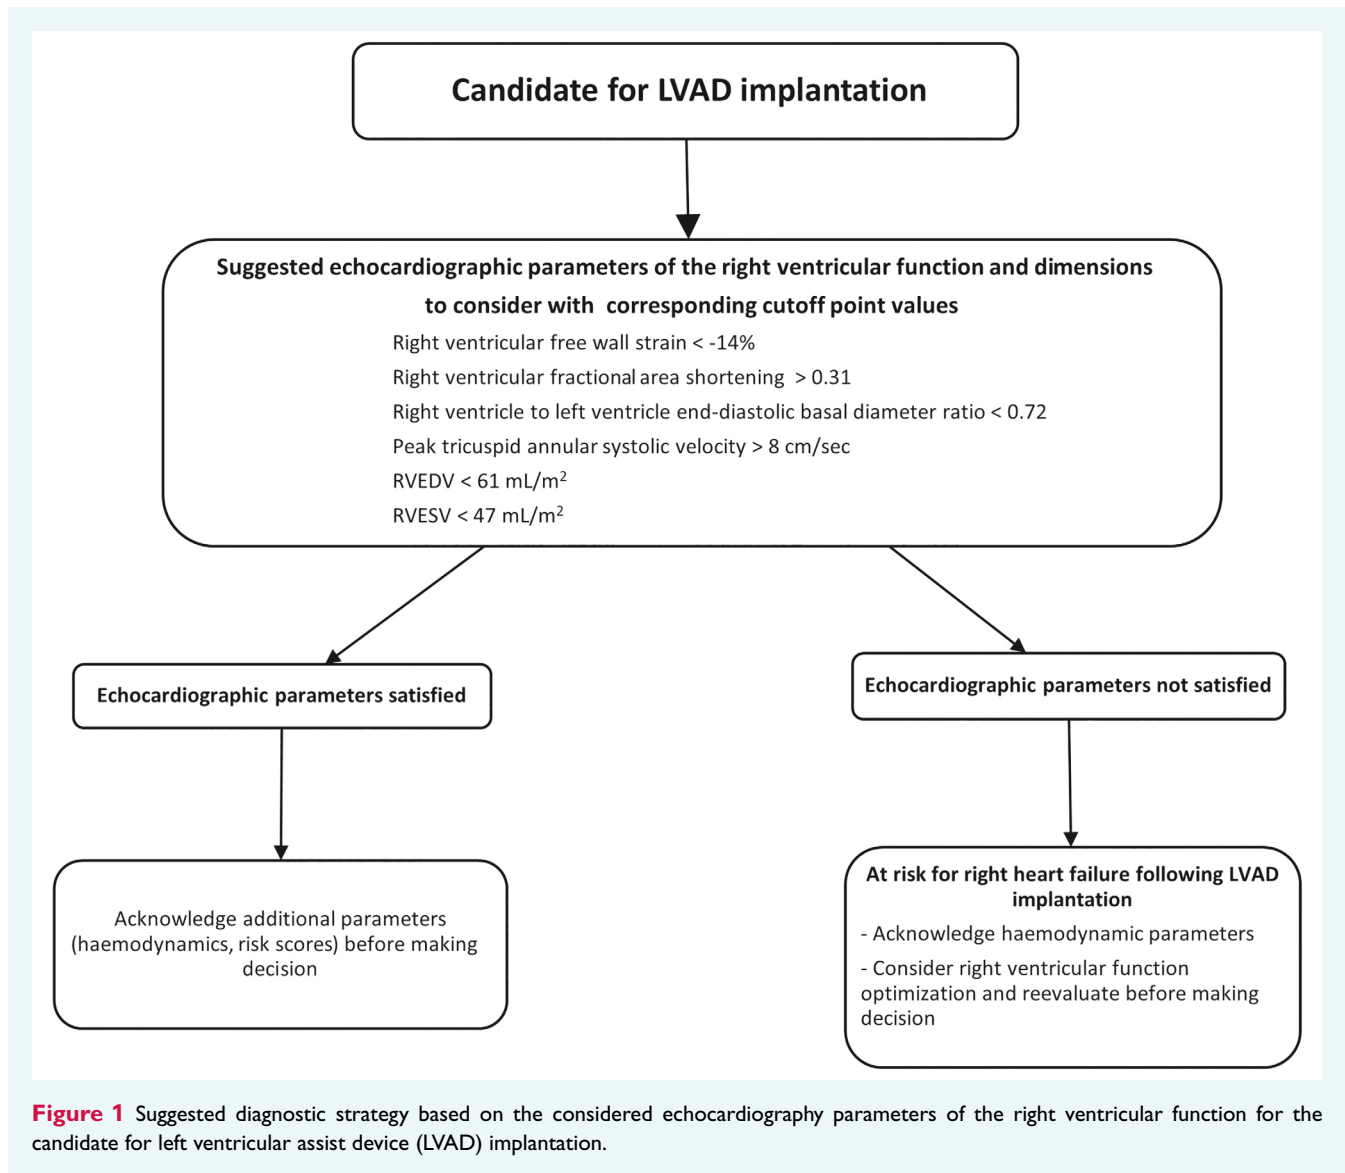 Candidate for LVAD implantation
Suggested echocardiographic parameters of the right ventricular function and dimensions
to consider with corresponding cutoff point values
Right ventricular free wall strain < -14%
Right ventricular fractional area shortening > 0.31
Right ventricle to left ventricle end-diastolic basal diameter ratio < 0.72
Peak tricuspid annular systolic velocity > 8 cm/sec
RVEDV < 61 mL/m²
RVESV < 47 mL/m²
Echocardiographic parameters satisfied
Echocardiographic parameters not satisfied
Acknowledge additional parameters
(haemodynamics, risk scores) before making
decision
At risk for right heart failure following LVAD
implantation
- Acknowledge haemodynamic parameters
- Consider right ventricular function
optimization and reevaluate before making
decision
Figure 1 Suggested diagnostic strategy based on the considered echocardiography parameters of the right ventricular function for the
candidate for left ventricular assist device (LVAD) implantation.